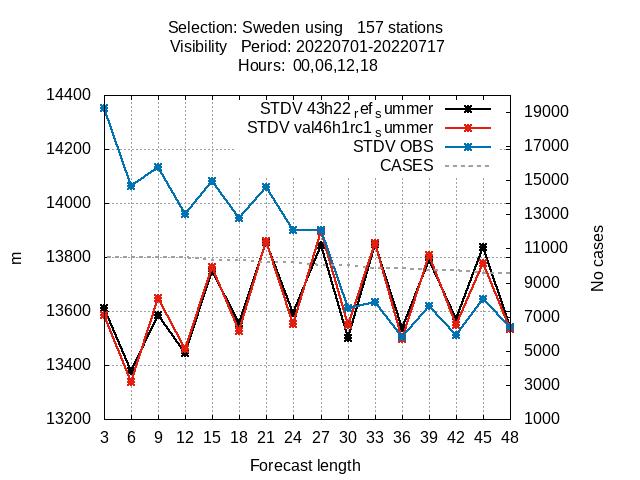 Selection: Sweden using   157 stations
Visibility   Period: 20220701-20220717
Hours:  00,06,12,18
STDV 43h22refsummer
STDV val46h1rc1summer
STDV OBS
CASES
14400
14200
14000
13800
13600
13400
13200
m
19000
17000
15000
13000
11000
9000
7000
5000
3000
1000
No cases
3 6 9 12 15 18 21 24 27 30 33 36 39 42 45 48
Forecast length